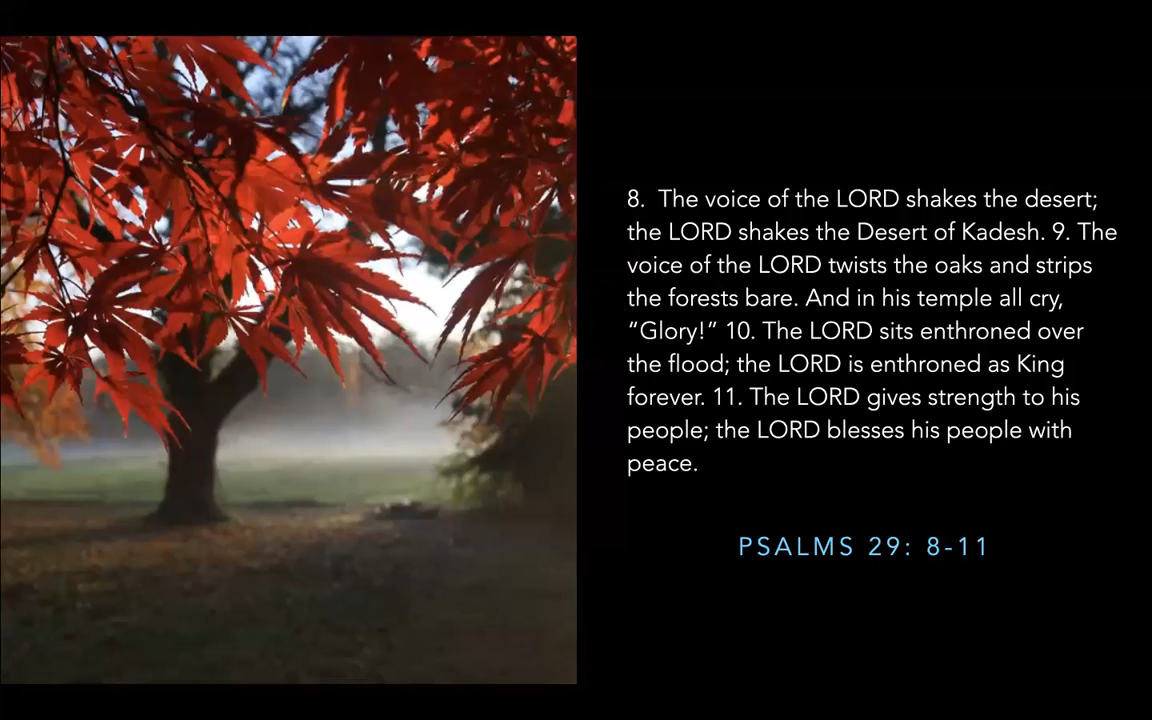 8.  The voice of the LORD shakes the desert;
the LORD shakes the Desert of Kadesh. 9. The
voice of the LORD twists the oaks and strips
the forests bare. And in his temple all cry,
“Glory!” 10. The LORD sits enthroned over
the flood; the LORD is enthroned as King
forever. 11. The LORD gives strength to his
people; the LORD blesses his people with
peace.
PSALMS 29: 8-11